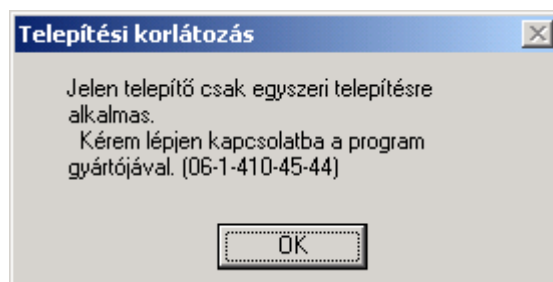 Telepítési korlátozás
Jelen telepítő csak egyszeri telepítésre
alkalmas.
Kérem lépjen kapcsolatba a program
gyártójával. (06-1-410-45-44)
OK